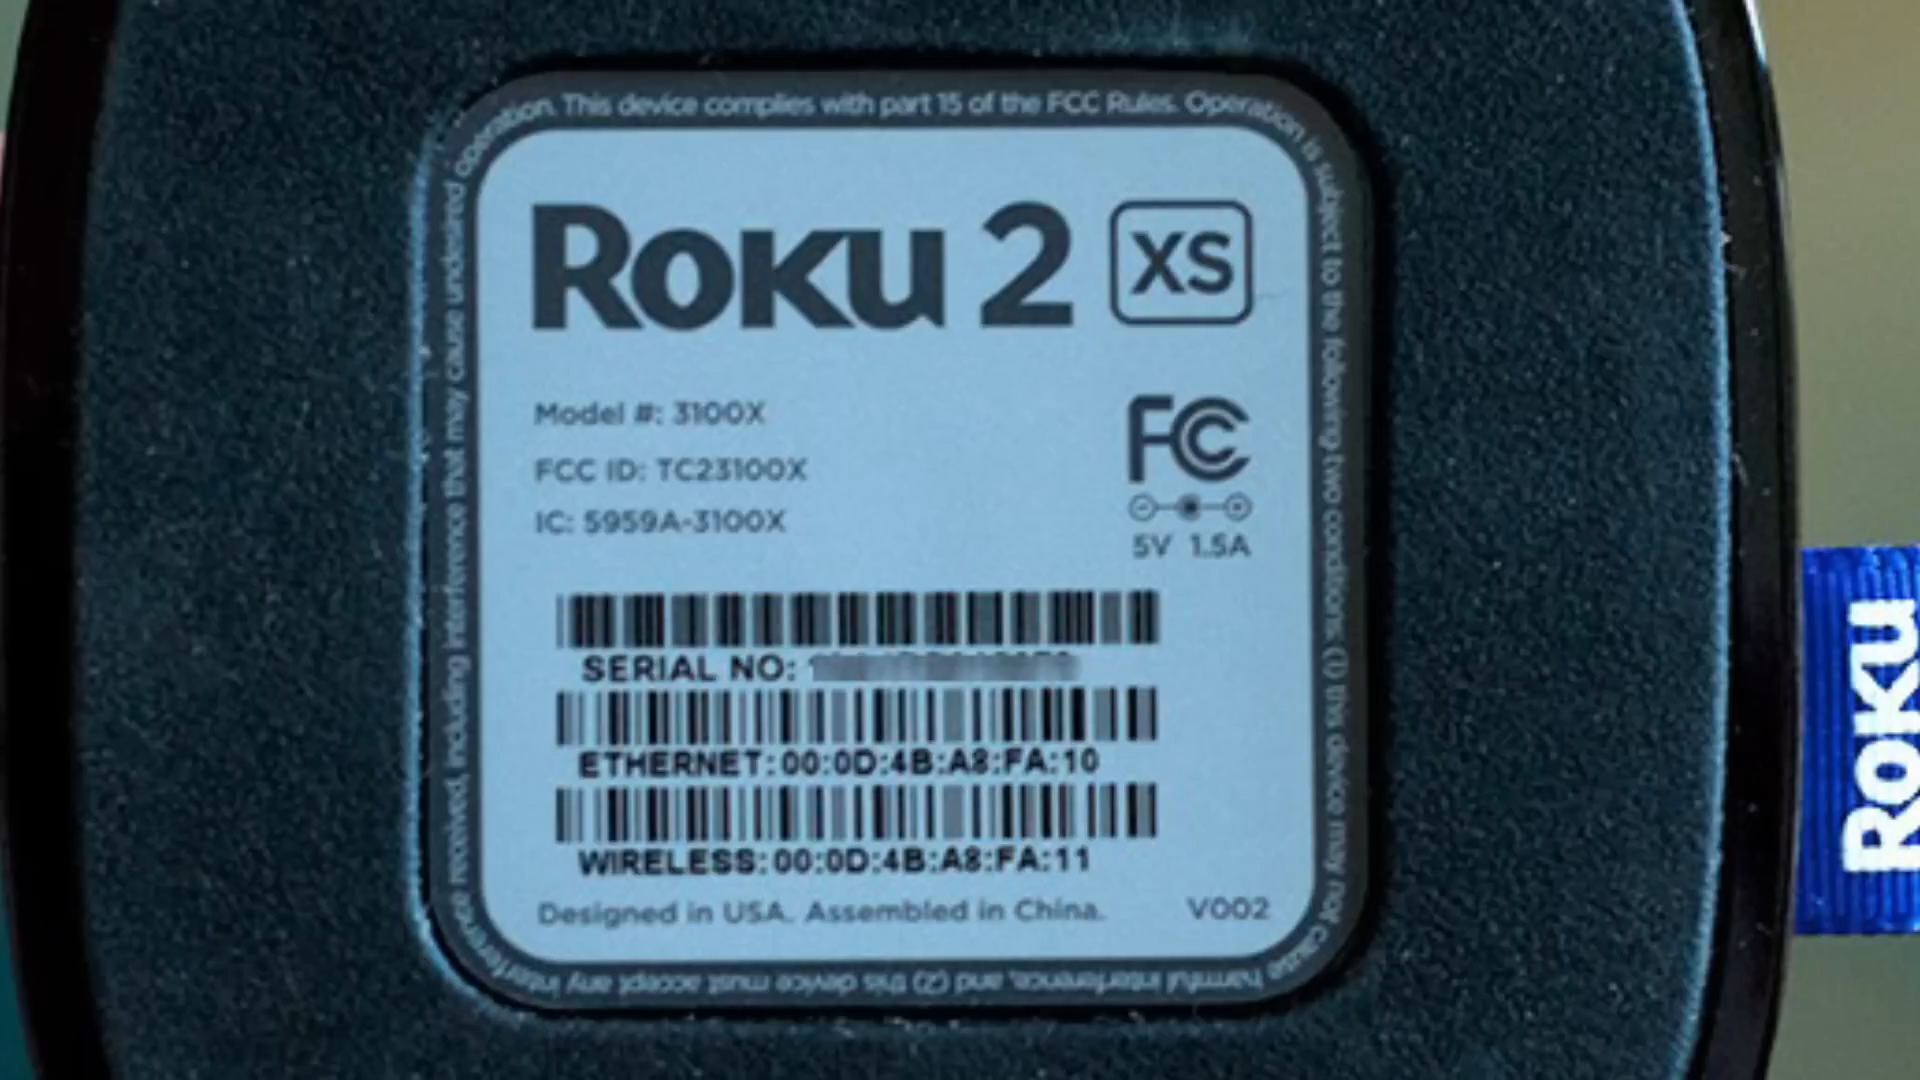 operation. This device complies with part 15 of the FCC Rules. Operation is subject to the following two conditions: (1) this device may not cause harmful interference, and, (2) this device must accept any interference received, including interference that may cause undesired
ROKU 2 XS
Model #: 3100X
FC
FCC ID: TC23100X
IC: 5959A-3100X
5V 1.5A
SERIAL NO:
ETHERNET:00:0D:4B:A8:FA:10
WIRELESS:00:0D:4B:A8:FA:11
Designed in USA. Assembled in China. V002
ROKU